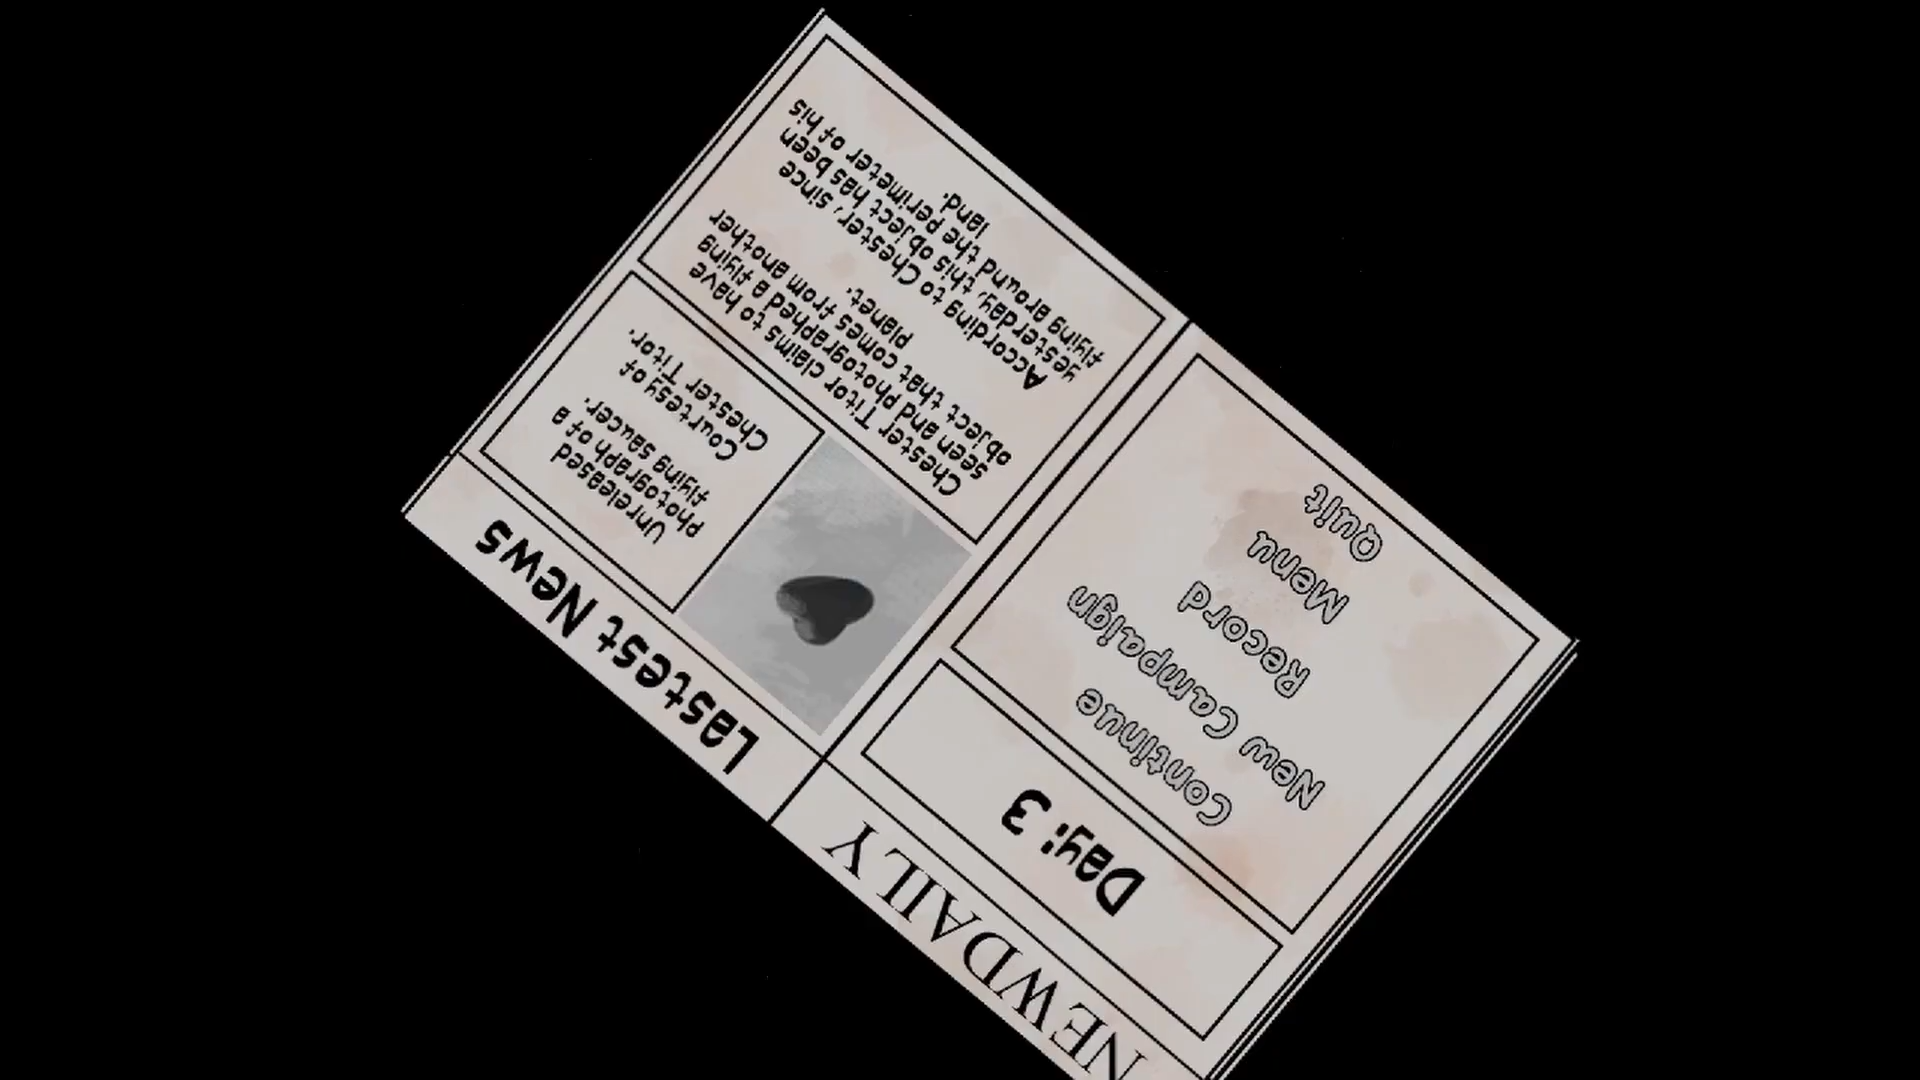 NEWDAILY
Day: 3
Continue
New Campaign
Record
Menu
Quit
Lastest News
Unreleased
photograph of a
flying saucer.
Courtesy of
Chester Titor.
Chester Titor claims to have
seen and photographed a flying
object that comes from another
planet.
According to Chester, since
yesterday, this object has been
flying around the perimeter of his
land.